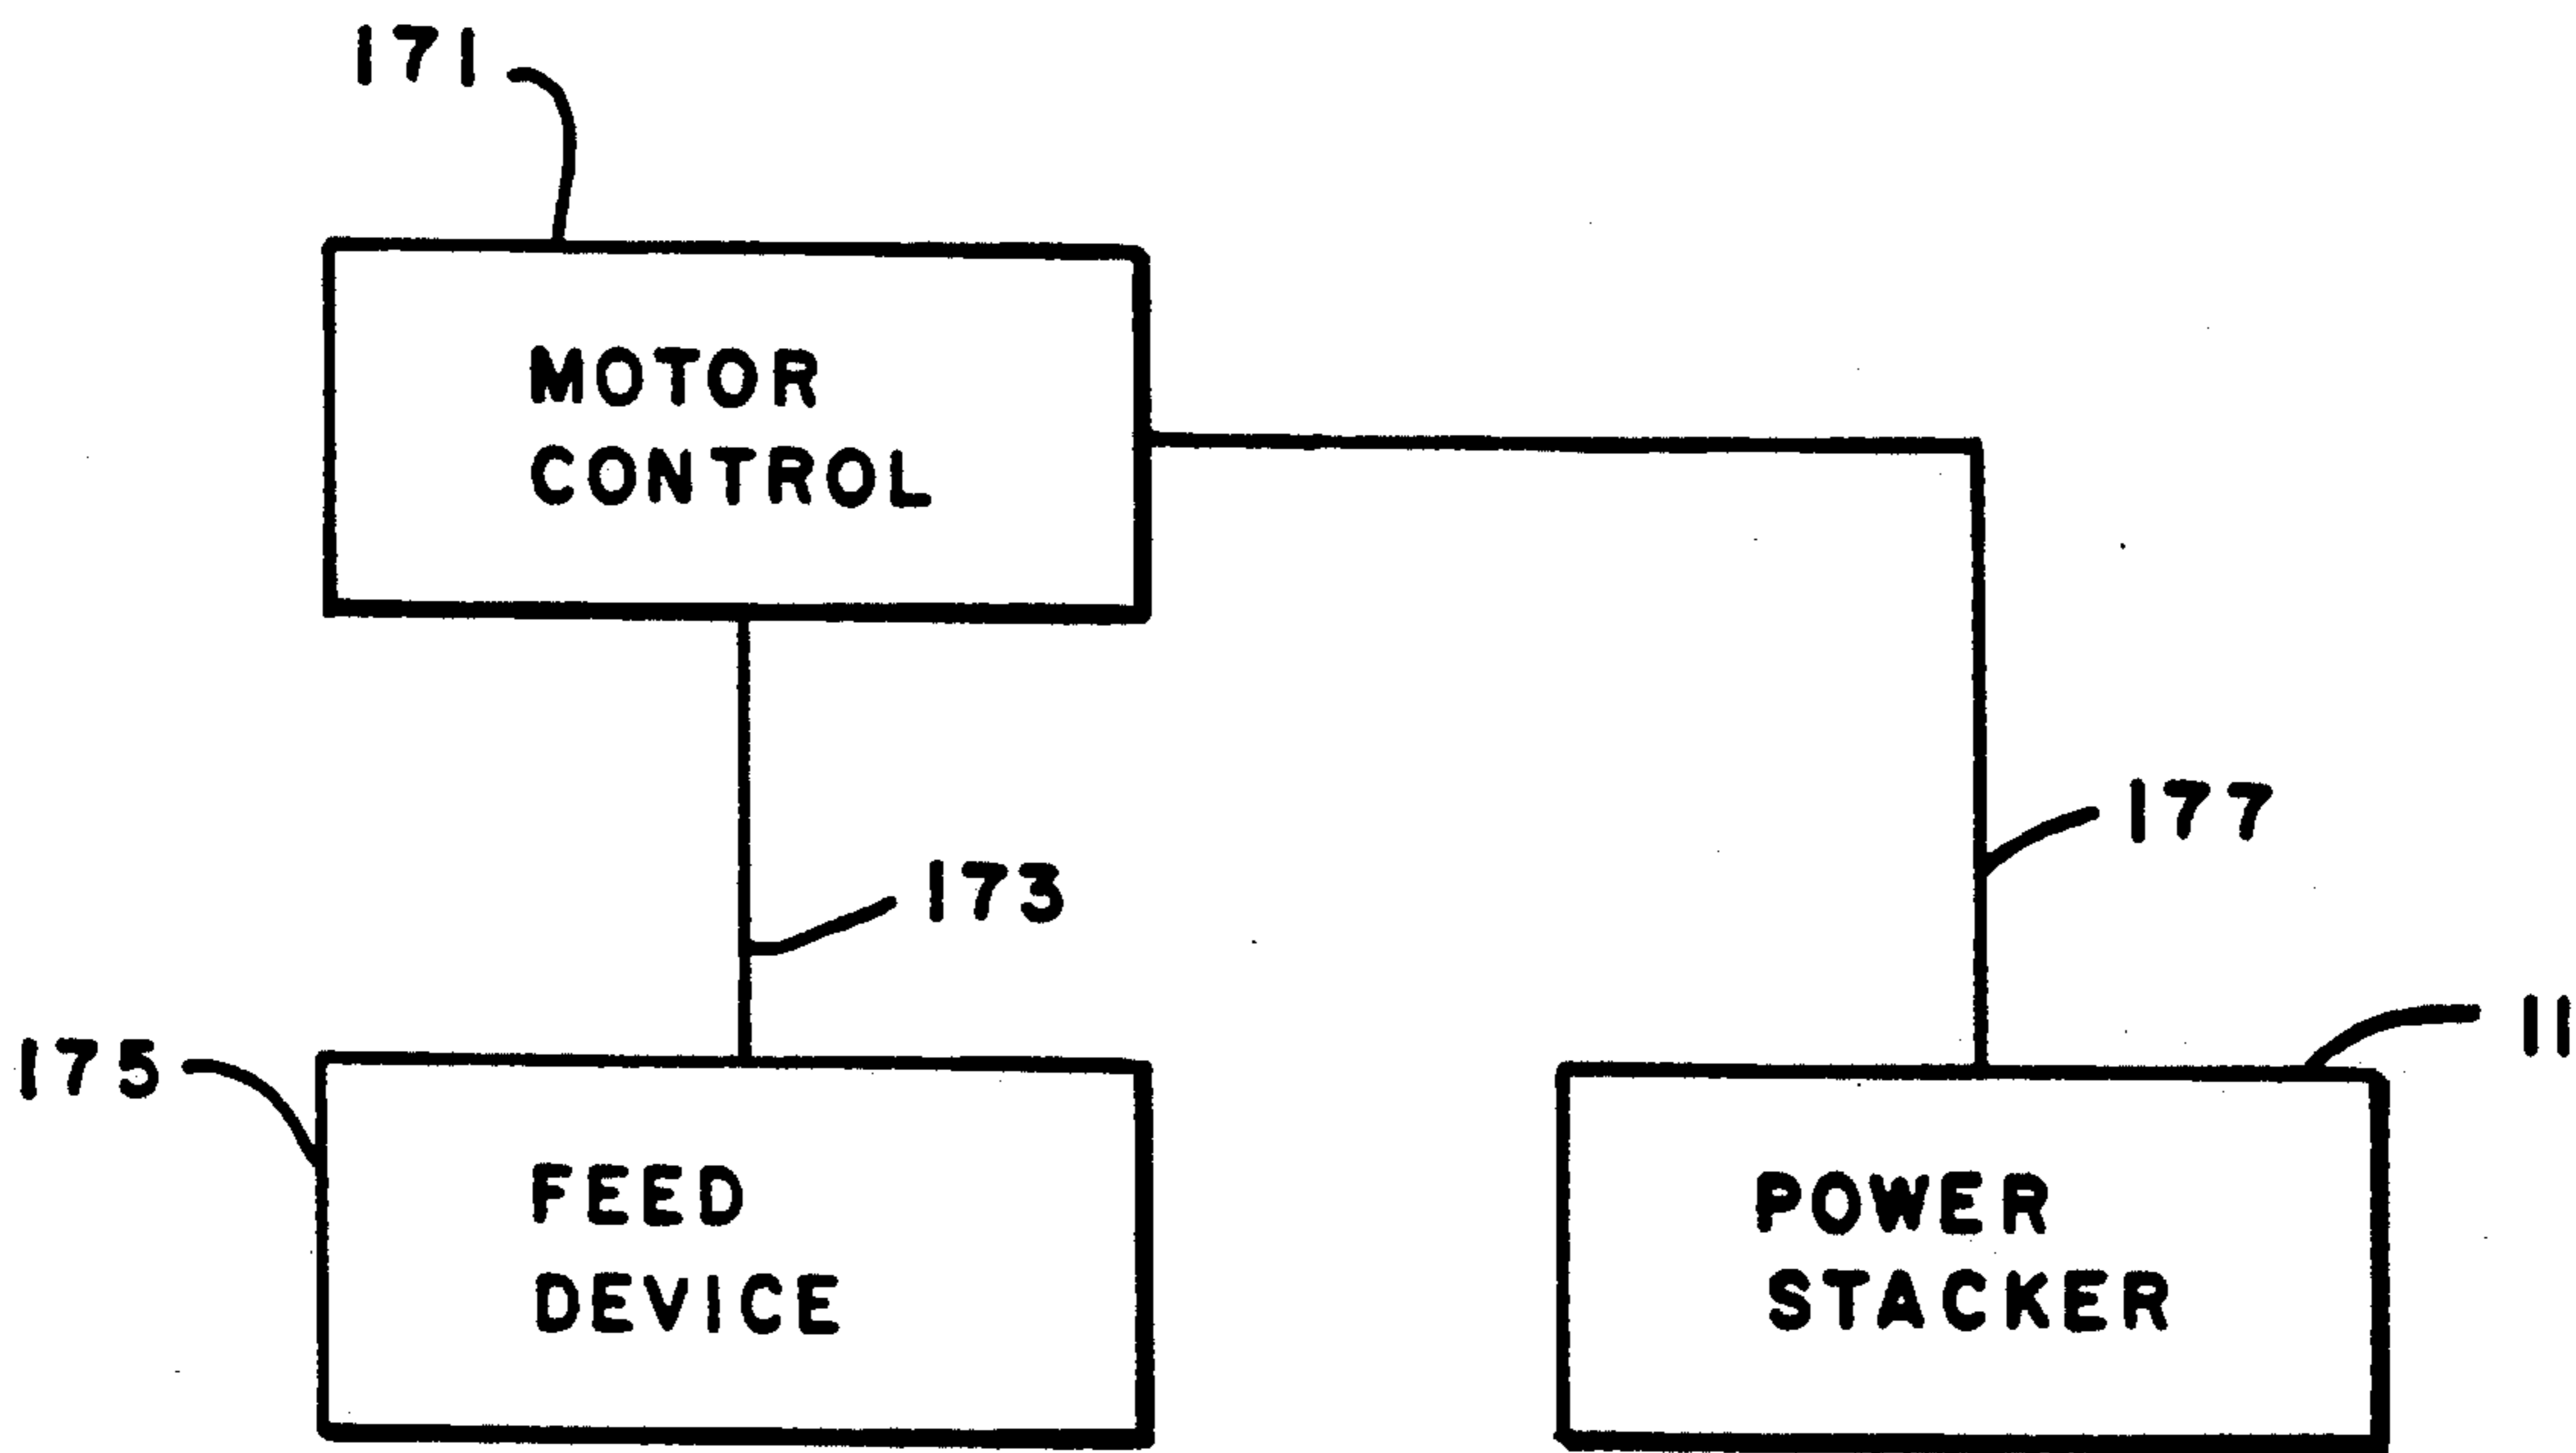 171
MOTOR
CONTROL
177
173
11
175
FEED
DEVICE
POWER
STACKER